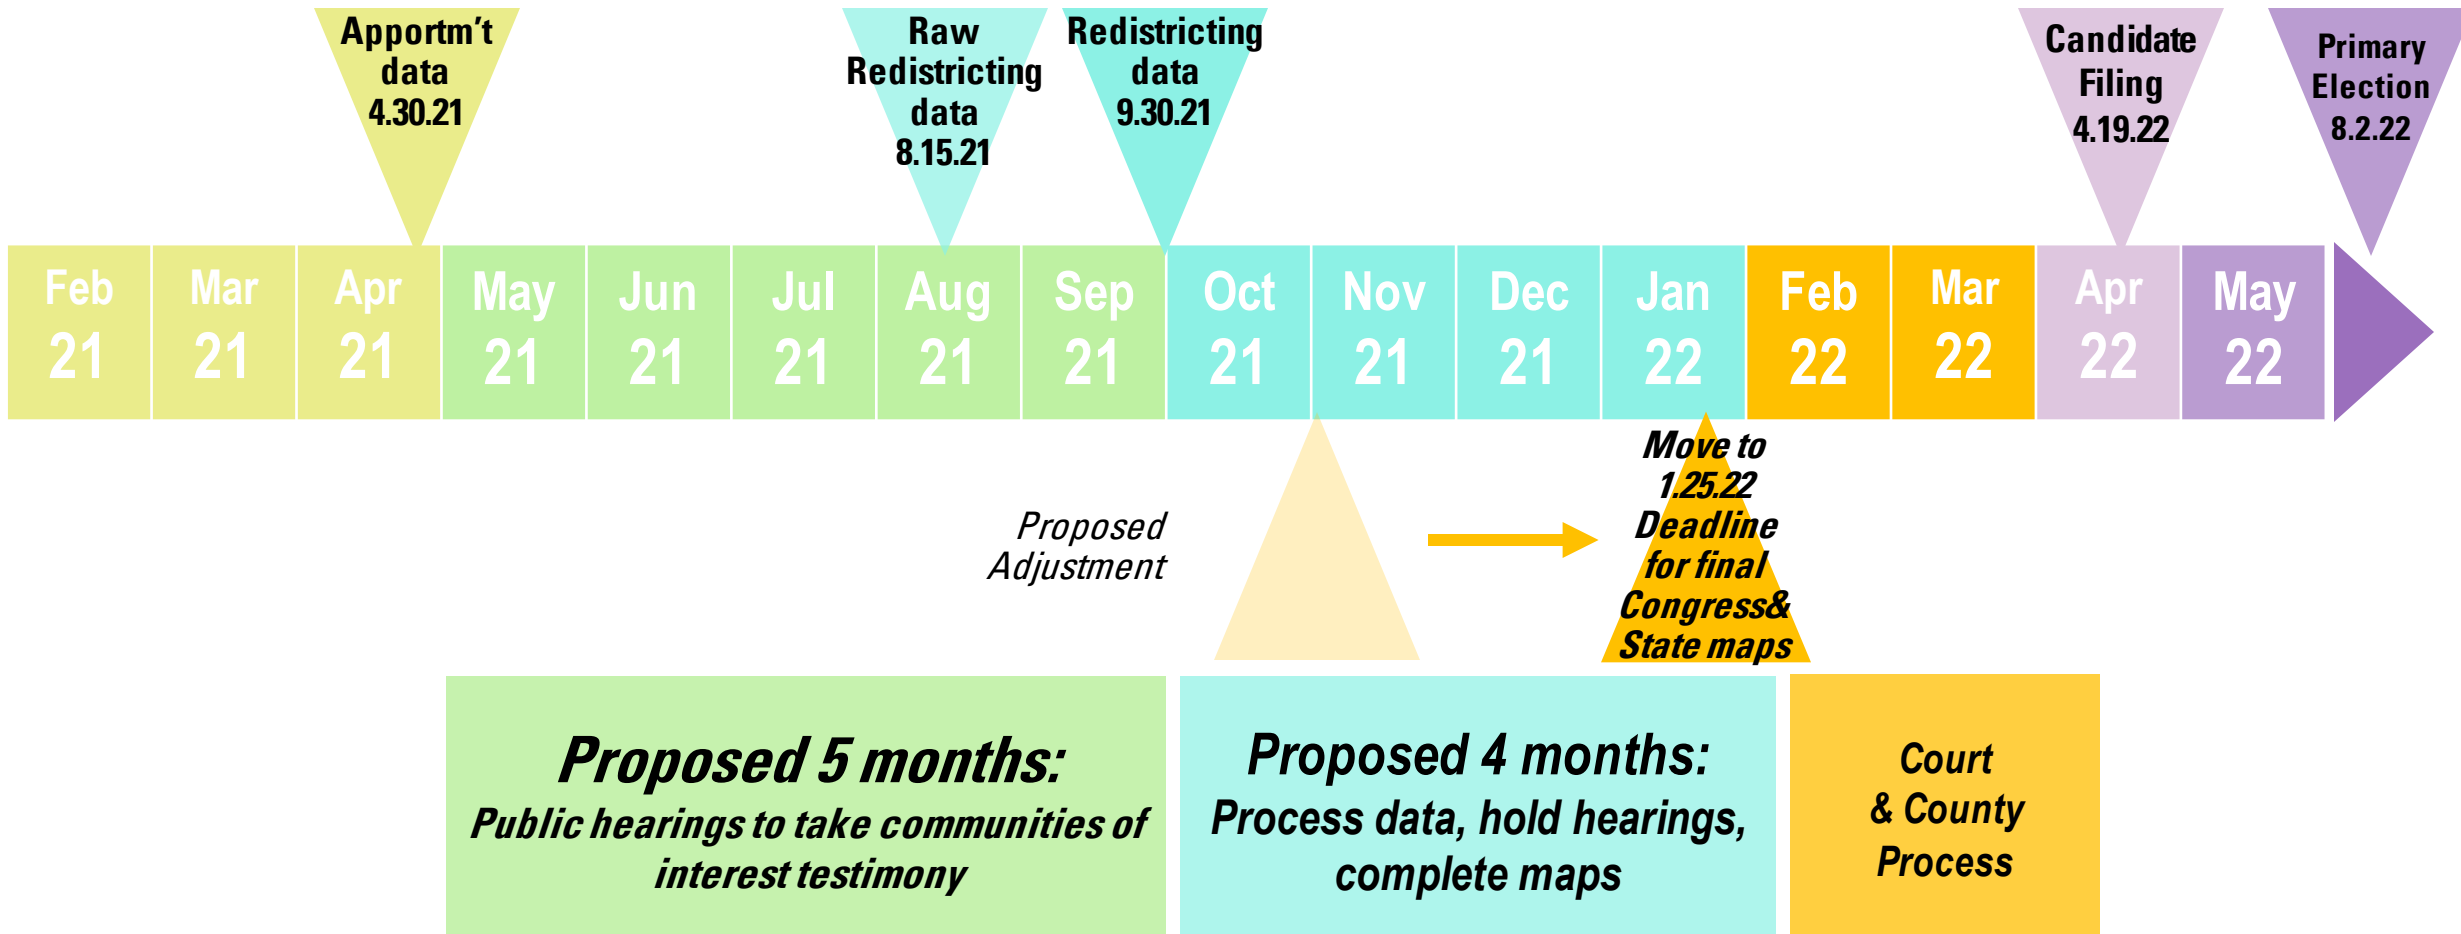 Apportm't
data
4.30.21
Raw
Redistricting
data
8.15.21
Redistricting
data
9.30.21
Candidate
Filing
4.19.22
Primary
Election
8.2.22
Feb
21
Mar
21
Apr
21
May
21
Jun
21
Jul
21
Aug
21
Sep
21
Oct
21
Nov
21
Dec
21
Jan
22
Feb
22
Mar
22
Apr
22
May
22
Proposed
Adjustment
Move to
1.25.22
Deadline
for final
Congress&
State maps
Proposed 5 months:
Public hearings to take communities of
interest testimony
Proposed 4 months:
Process data, hold hearings,
complete maps
Court
& County
Process